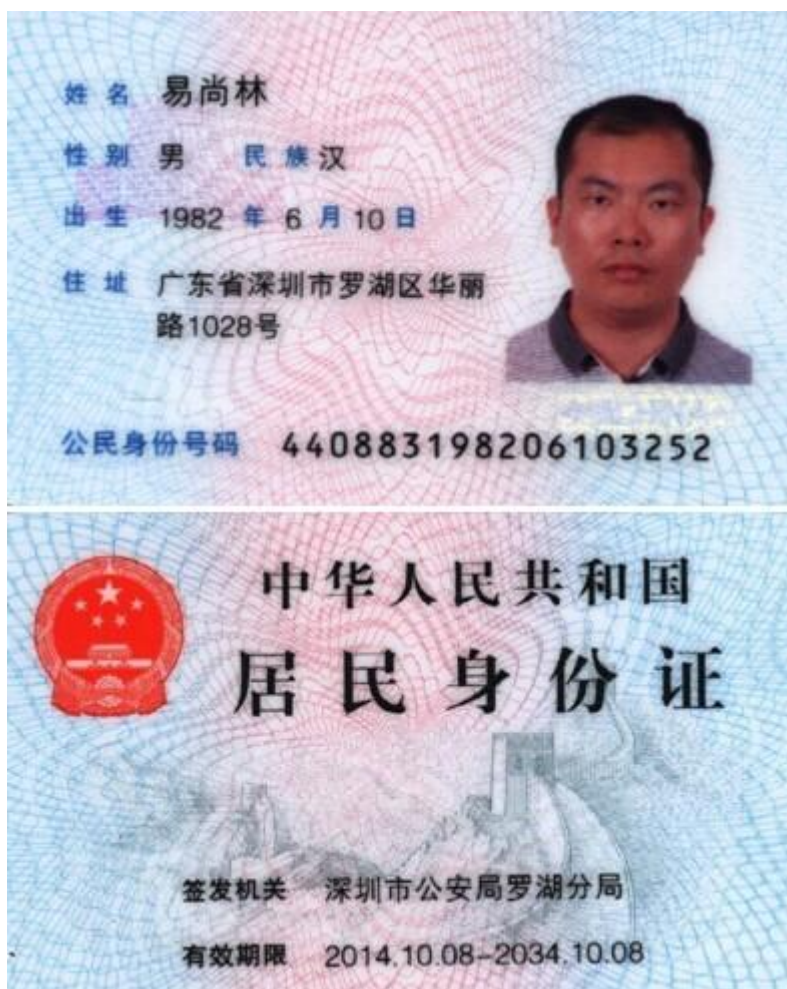 姓名 易尚林
性别 男 民族 汉
出生 1982 年 6 月 10 日
住址 广东省深圳市罗湖区华丽
路1028号
公民身份号码 440883198206103252
中华人民共和国
居民身份证
签发机关 深圳市公安局罗湖分局
有效期限 2014.10.08-2034.10.08